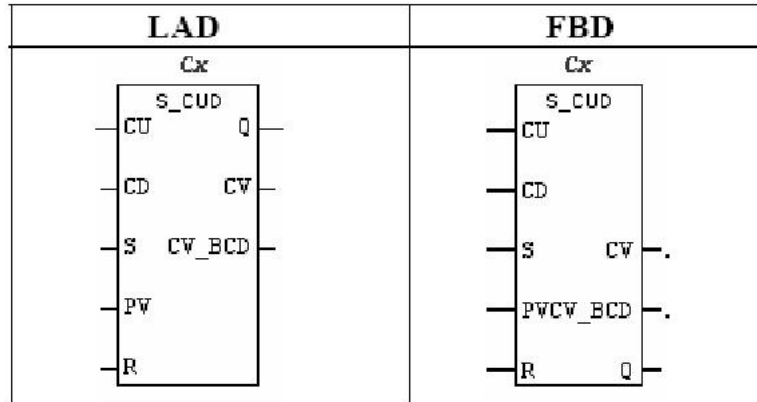 LAD FBD
Cx Cx
S_CUD S_CUD
CU Q CU
CD CV CD
S CV_BCD S CV
PV PVCV_BCD
R R Q